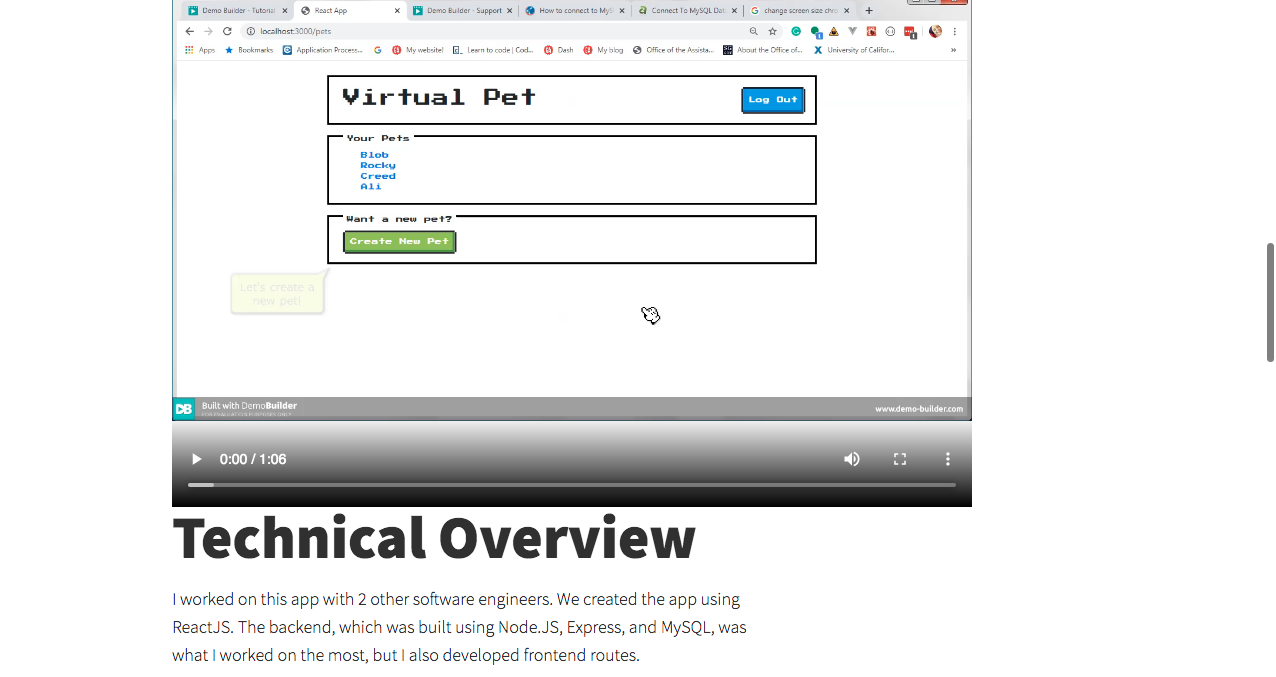 Demo Builder - Tutorial
React App
Demo Builder - Support
How to connect to MyS
Connect To MySQL Dat
change screen size chro
localhost:3000/pets
Apps
Bookmarks
Application Process...
My website!
Learn to code | Cod...
Dash
My blog
Office of the Assista...
About the Office of...
University of Califor...
Virtual Pet
Log Out
Your Pets
Blob
Rocky
Creed
Ali
Want a new pet?
Create New Pet
Let's create a
new pet!
DB
Built with DemoBuilder
FOR EVALUATION PURPOSES ONLY
www.demo-builder.com
0:00 / 1:06
Technical Overview
I worked on this app with 2 other software engineers. We created the app using
ReactJS. The backend, which was built using Node.JS, Express, and MySQL, was
what I worked on the most, but I also developed frontend routes.